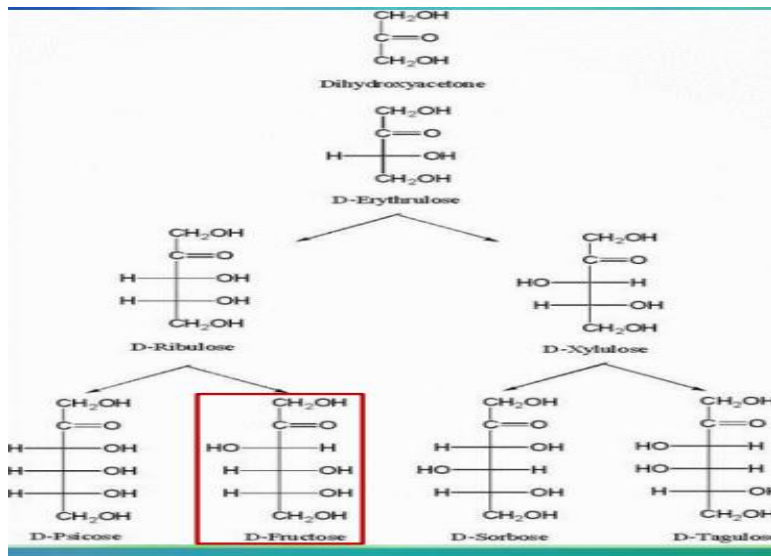 CH₂OH
C=O
CH₂OH
Dihydroxyacetone
CH₂OH
C=O
H OH
CH₂OH
D-Erythrulose
CH₂OH
C=O
H OH
H OH
CH₂OH
D-Ribulose
CH₂OH
C=O
HO H
H OH
CH₂OH
D-Xylulose
CH₂OH
C=O
H OH
H OH
H OH
CH₂OH
D-Psicose
CH₂OH
C=O
HO H
H OH
H OH
CH₂OH
D-Fructose
CH₂OH
C=O
H OH
HO H
H OH
CH₂OH
D-Sorbose
CH₂OH
C=O
HO H
HO H
H OH
CH₂OH
D-Tagulose